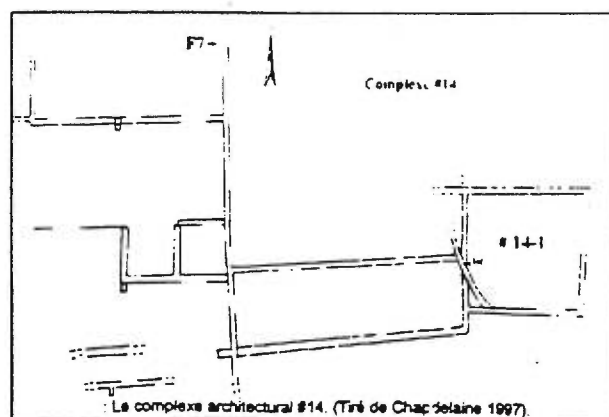 F7
Complexe #14
# 14-1
: Le complexe architectural #14. (Tiré de Chapdelaine 1997).